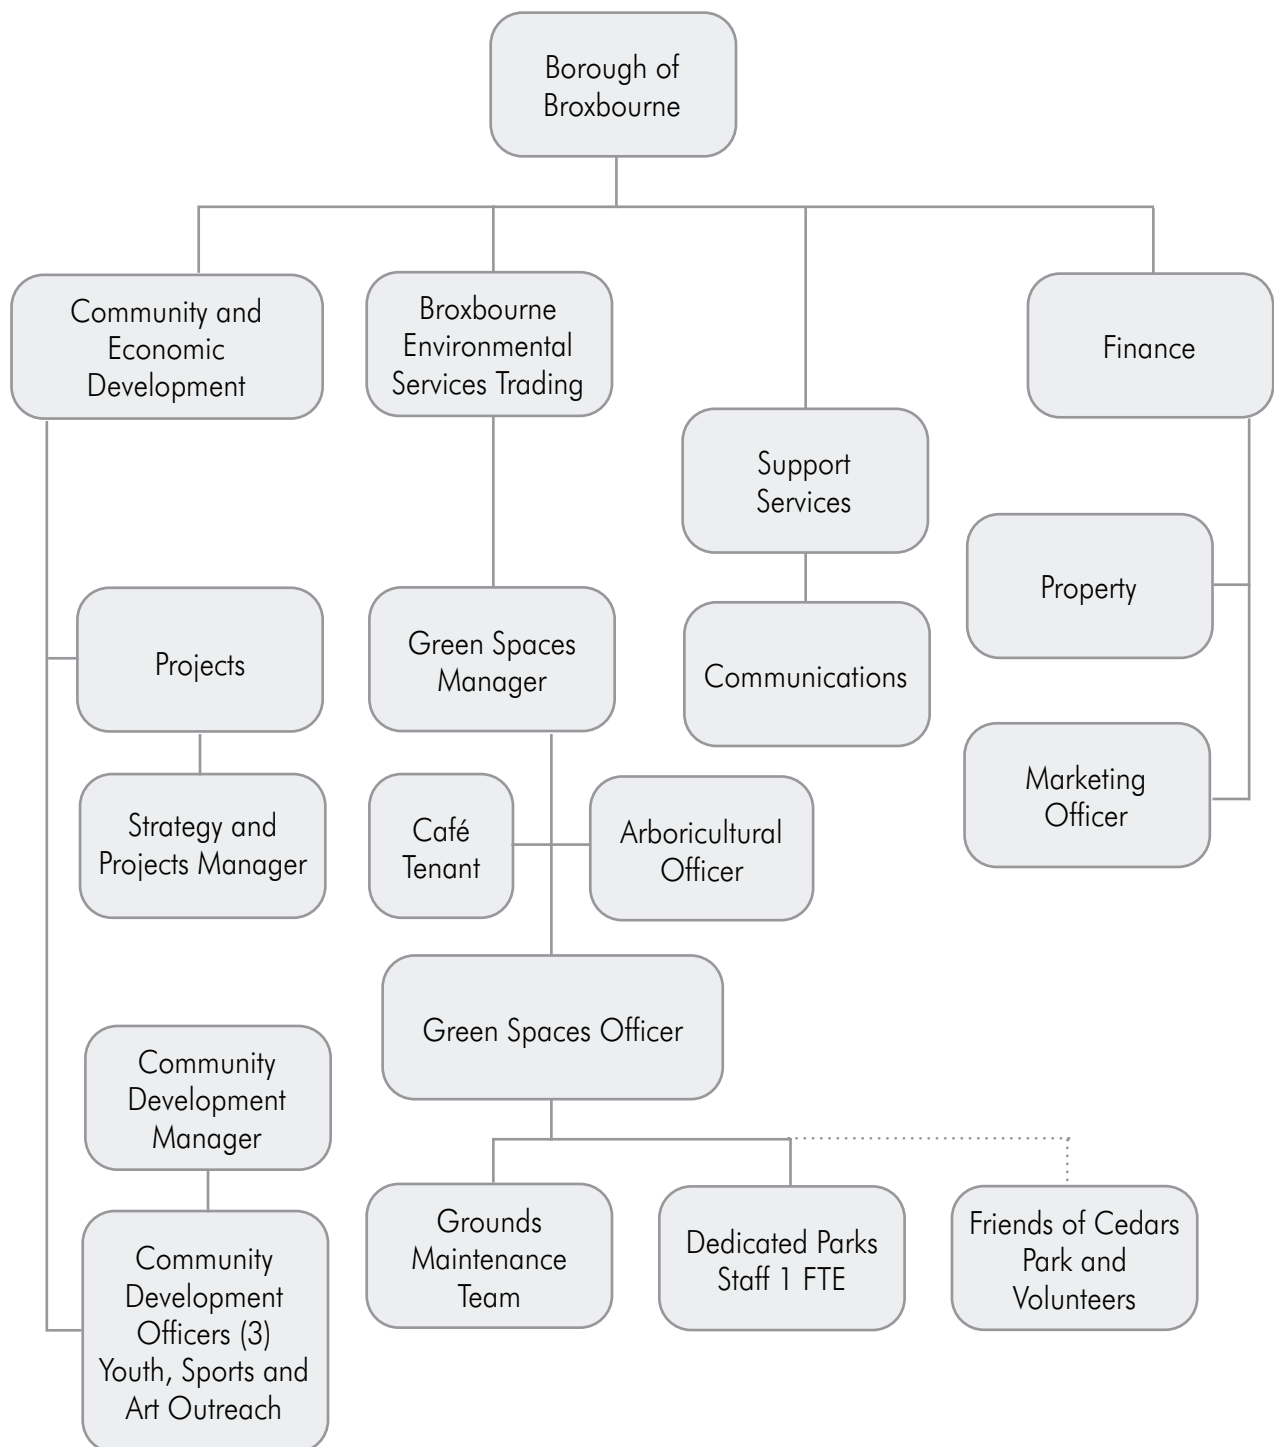 Borough of
Broxbourne
Community and
Economic
Development
Broxbourne
Environmental
Services Trading
Support
Services
Finance
Projects
Green Spaces
Manager
Communications
Property
Strategy and
Projects Manager
Café
Tenant
Arboricultural
Officer
Marketing
Officer
Green Spaces Officer
Community
Development
Manager
Community
Development
Officers (3)
Youth, Sports and
Art Outreach
Grounds
Maintenance
Team
Dedicated Parks
Staff 1 FTE
Friends of Cedars
Park and
Volunteers